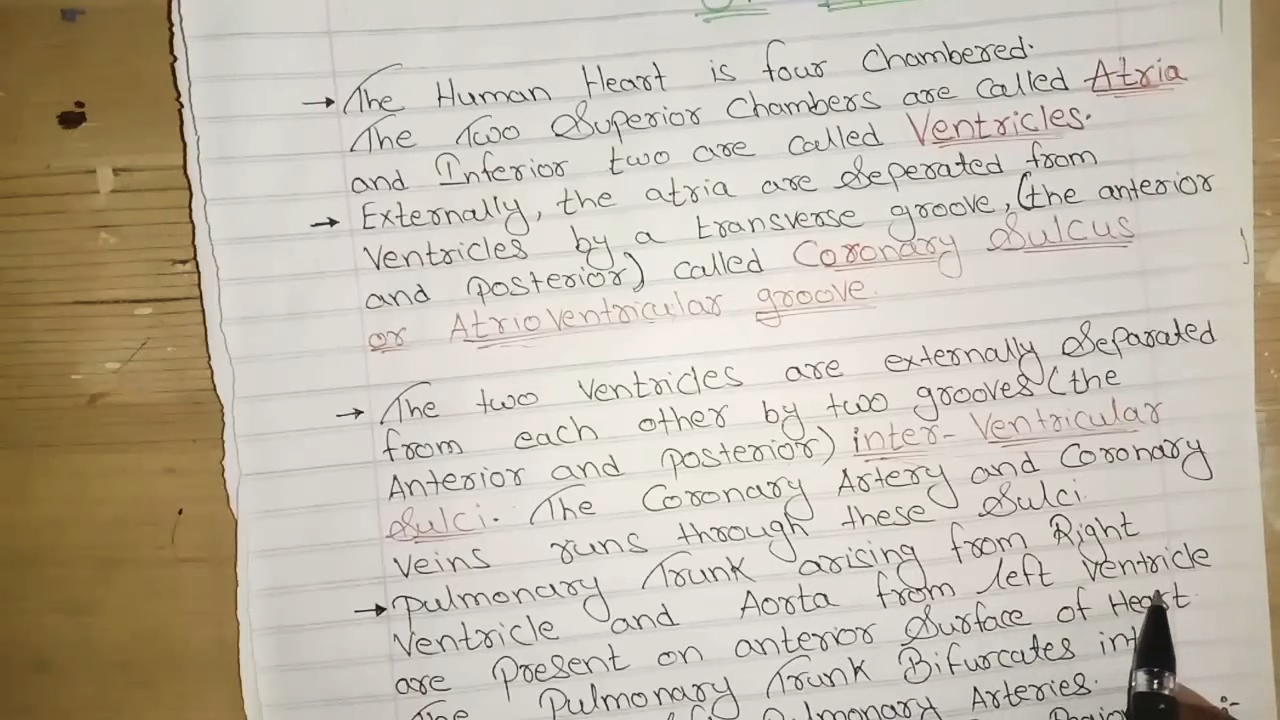 → The Human Heart is four Chambered.
The Two Superior Chambers are called Atria
and Inferior two are called Ventricles.
→ Externally, the atria are Seperated from
Ventricles by a transverse groove, (the anterior
and posterior) called Coronary Sulcus
or Atrioventricular groove.
→ The two Ventricles are externally Separated
from each other by two grooves (the
Anterior and posterior) inter-Ventricular
Sulci. The Coronary Artery and Coronary
veins runs through these Sulci.
→ Pulmonary Trunk arising from Right
Ventricle and Aorta from left ventricle
are Present on anterior Surface of Heart.
The Pulmonary Trunk Bifurcates
Pulmonary Arteries.